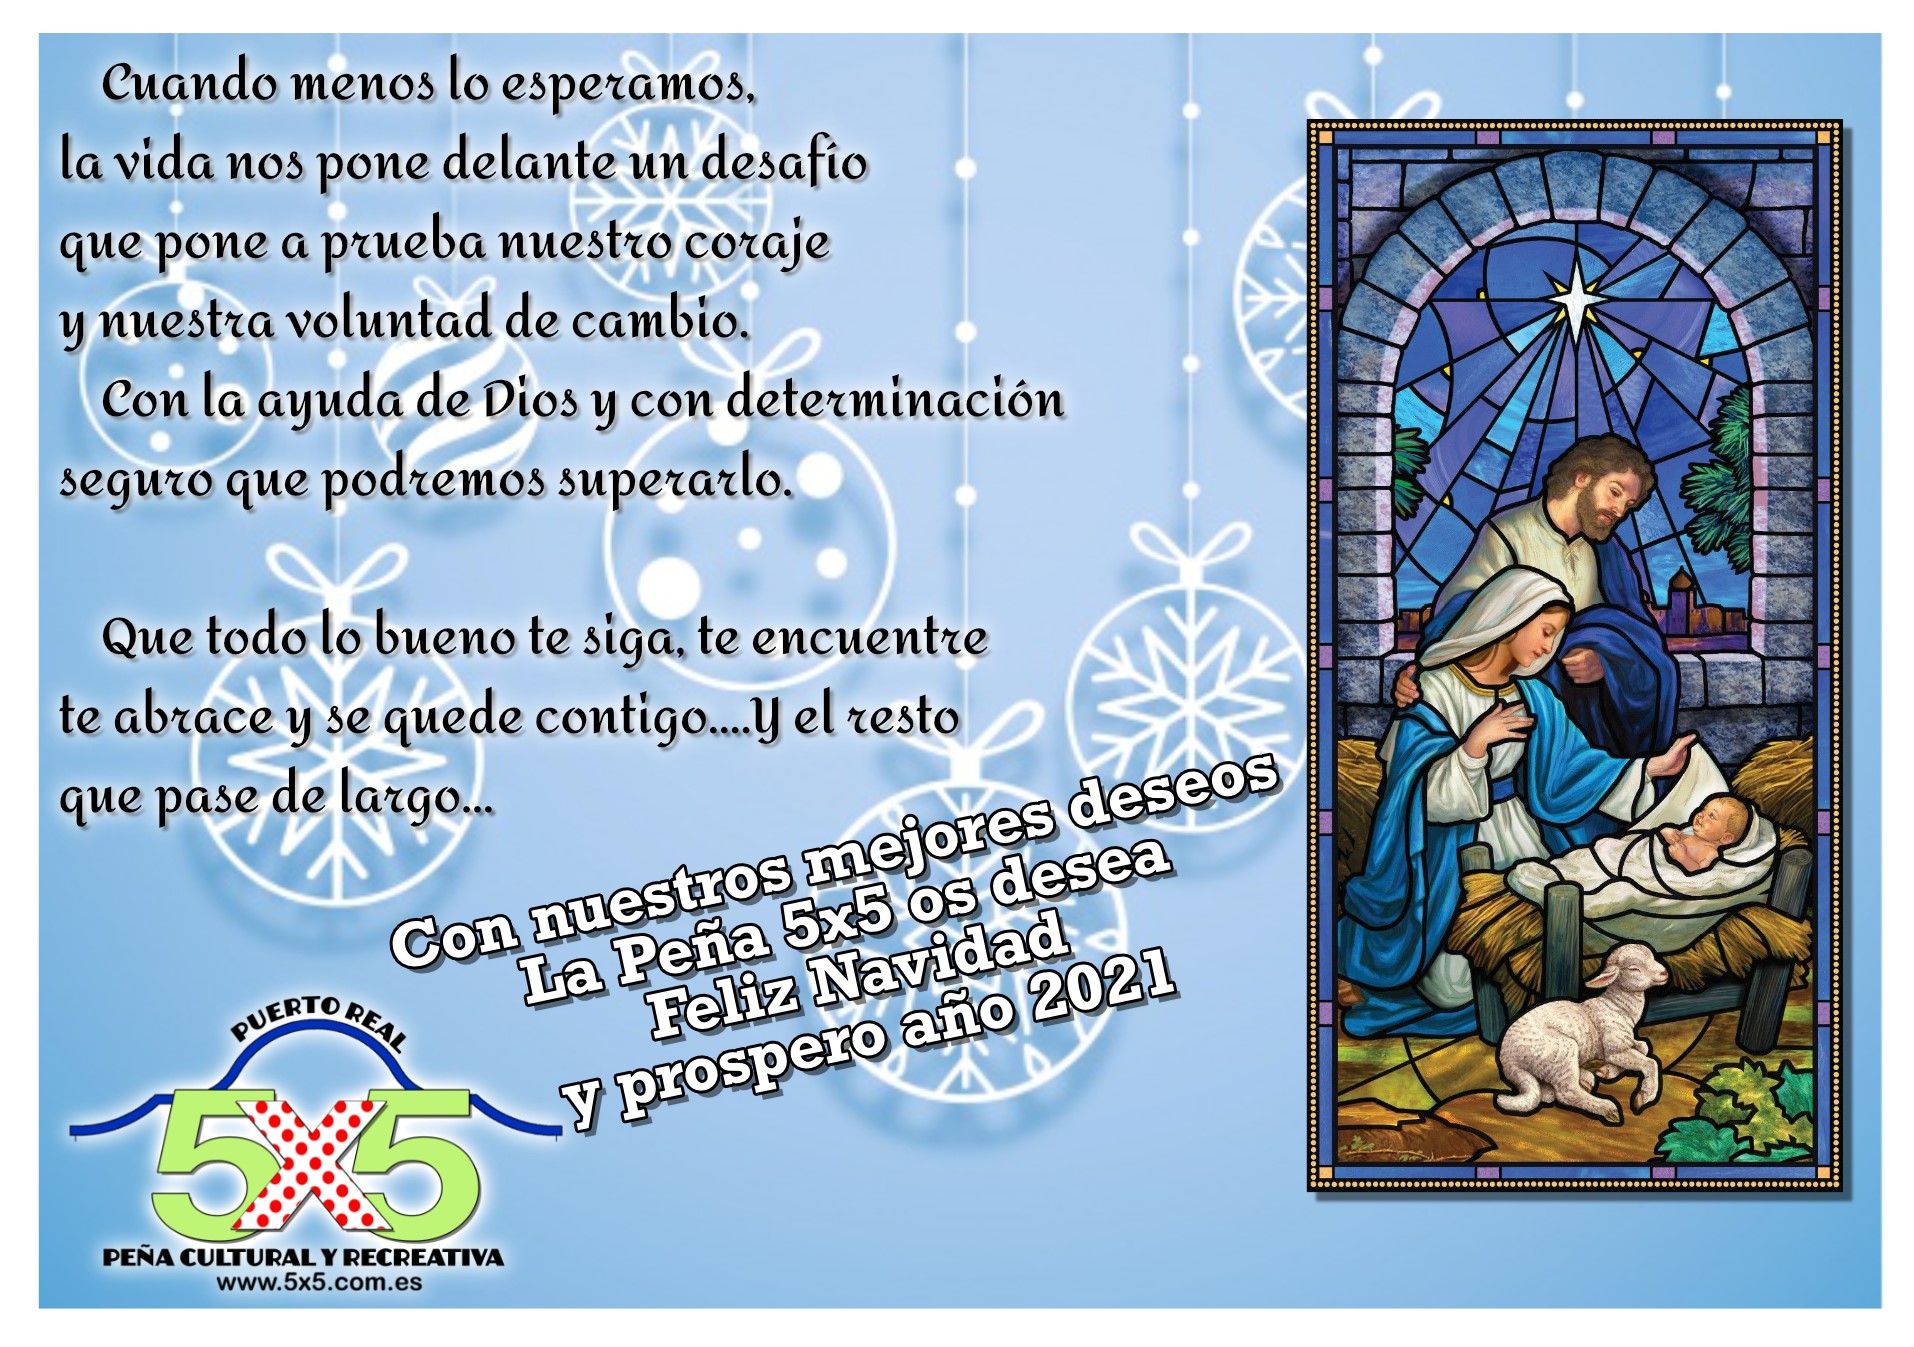 Cuando menos lo esperamos,
la vida nos pone delante un desafío
que pone a prueba nuestro coraje
y nuestra voluntad de cambio.
Con la ayuda de Dios y con determinación
seguro que podremos superarlo.
Que todo lo bueno te siga, te encuentre
te abrace y se quede contigo....Y el resto
que pase de largo...
Con nuestros mejores deseos
La Peña 5x5 os desea
Feliz Navidad
y prospero año 2021
PUERTO REAL
5X5
PEÑA CULTURAL Y RECREATIVA
www.5x5.com.es